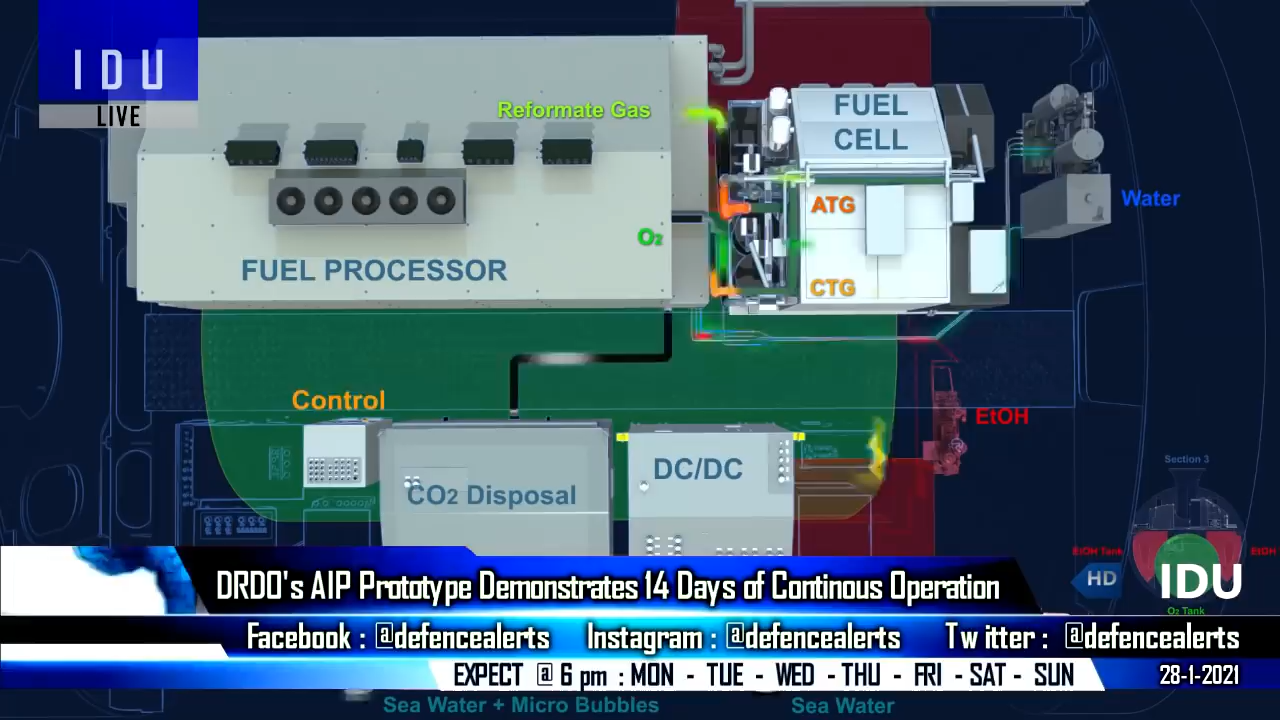 IDU
LIVE
Reformate Gas
FUEL
CELL
ATG
Water
O2
FUEL PROCESSOR
CTG
Control
EtOH
DC/DC
CO2 Disposal
Section 3
EtOH Tank
EtOH
HD
IDU
O2 Tank
DRDO's AIP Prototype Demonstrates 14 Days of Continous Operation
Facebook : @defencealerts Instagram : @defencealerts Tw itter : @defencealerts
EXPECT @ 6 pm : MON - TUE - WED - THU - FRI - SAT - SUN
28-1-2021
Sea Water + Micro Bubbles
Sea Water